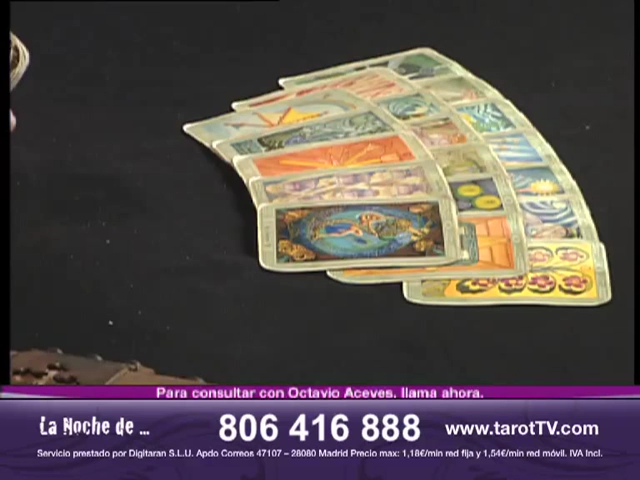 Para consultar con Octavio Aceves, llama ahora.
La Noche de ...
806 416 888
www.tarotTV.com
Servicio prestado por Digitaran S.L.U. Apdo Correos 47107 – 28080 Madrid Precio max: 1,18€/min red fija y 1,54€/min red móvil. IVA Incl.